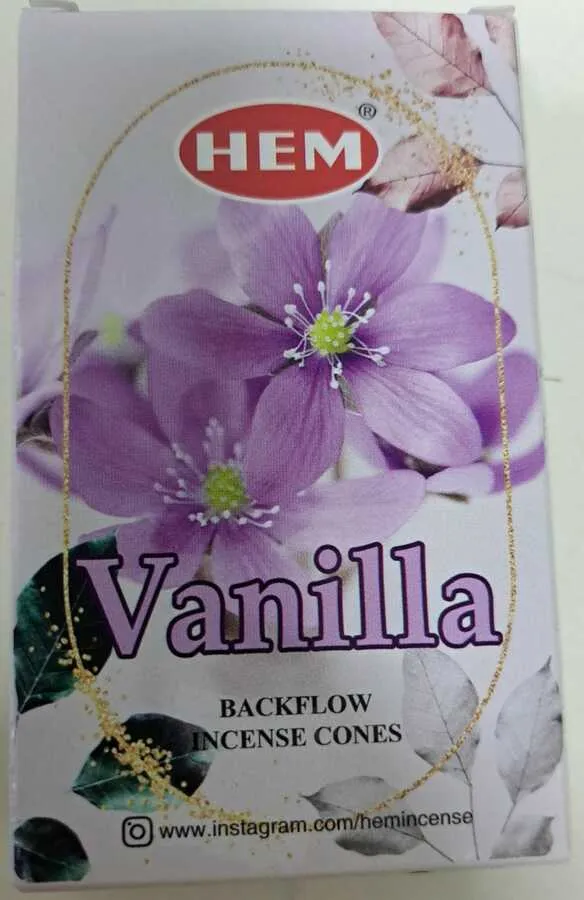 HEM®
Vanilla
BACKFLOW
INCENSE CONES
www.instagram.com/hemincense